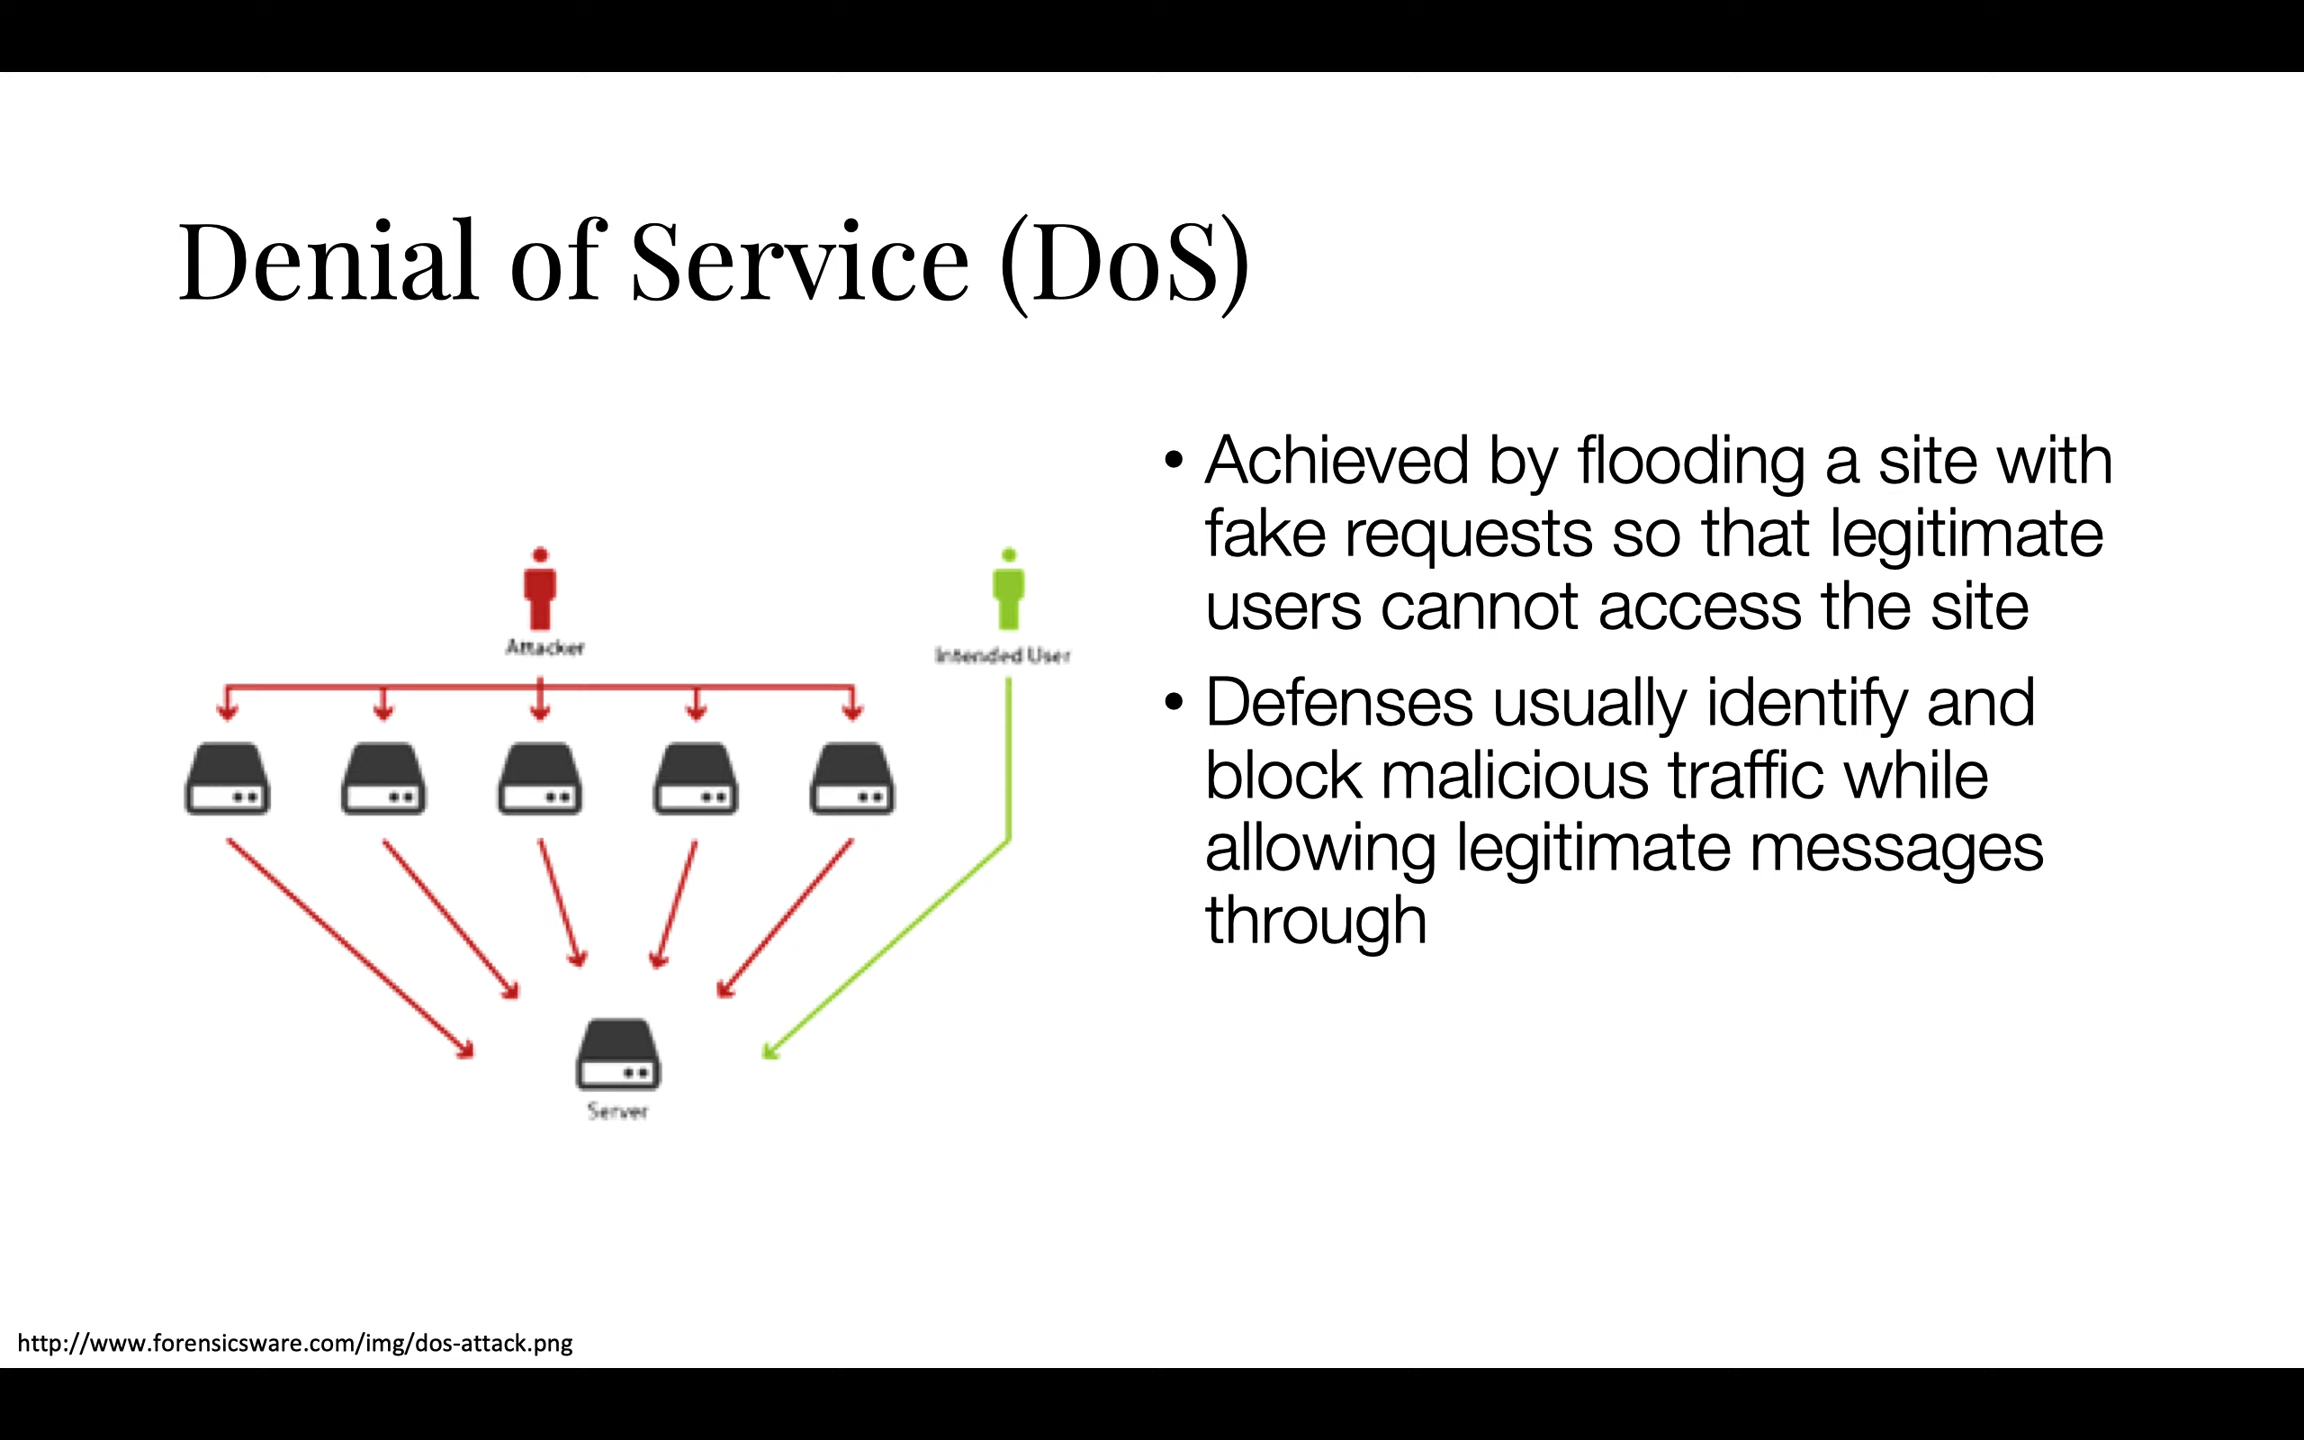 Denial of Service (DoS)
• Achieved by flooding a site with
fake requests so that legitimate
users cannot access the site
• Defenses usually identify and
block malicious traffic while
allowing legitimate messages
through
Attacker
Intended User
Server
http://www.forensicsware.com/img/dos-attack.png